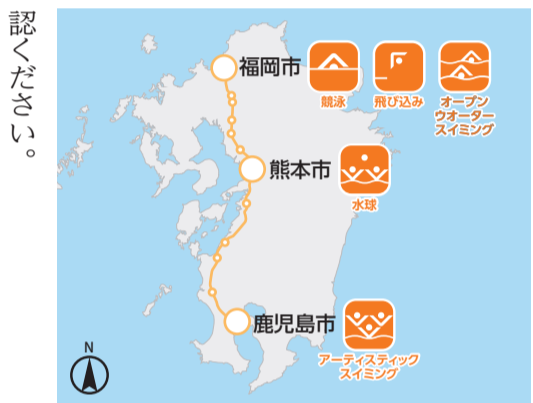 認ください。
福岡市
競泳
飛び込み
オープン
ウオーター
スイミング
熊本市
水球
鹿児島市
アーティスティック
スイミング
N